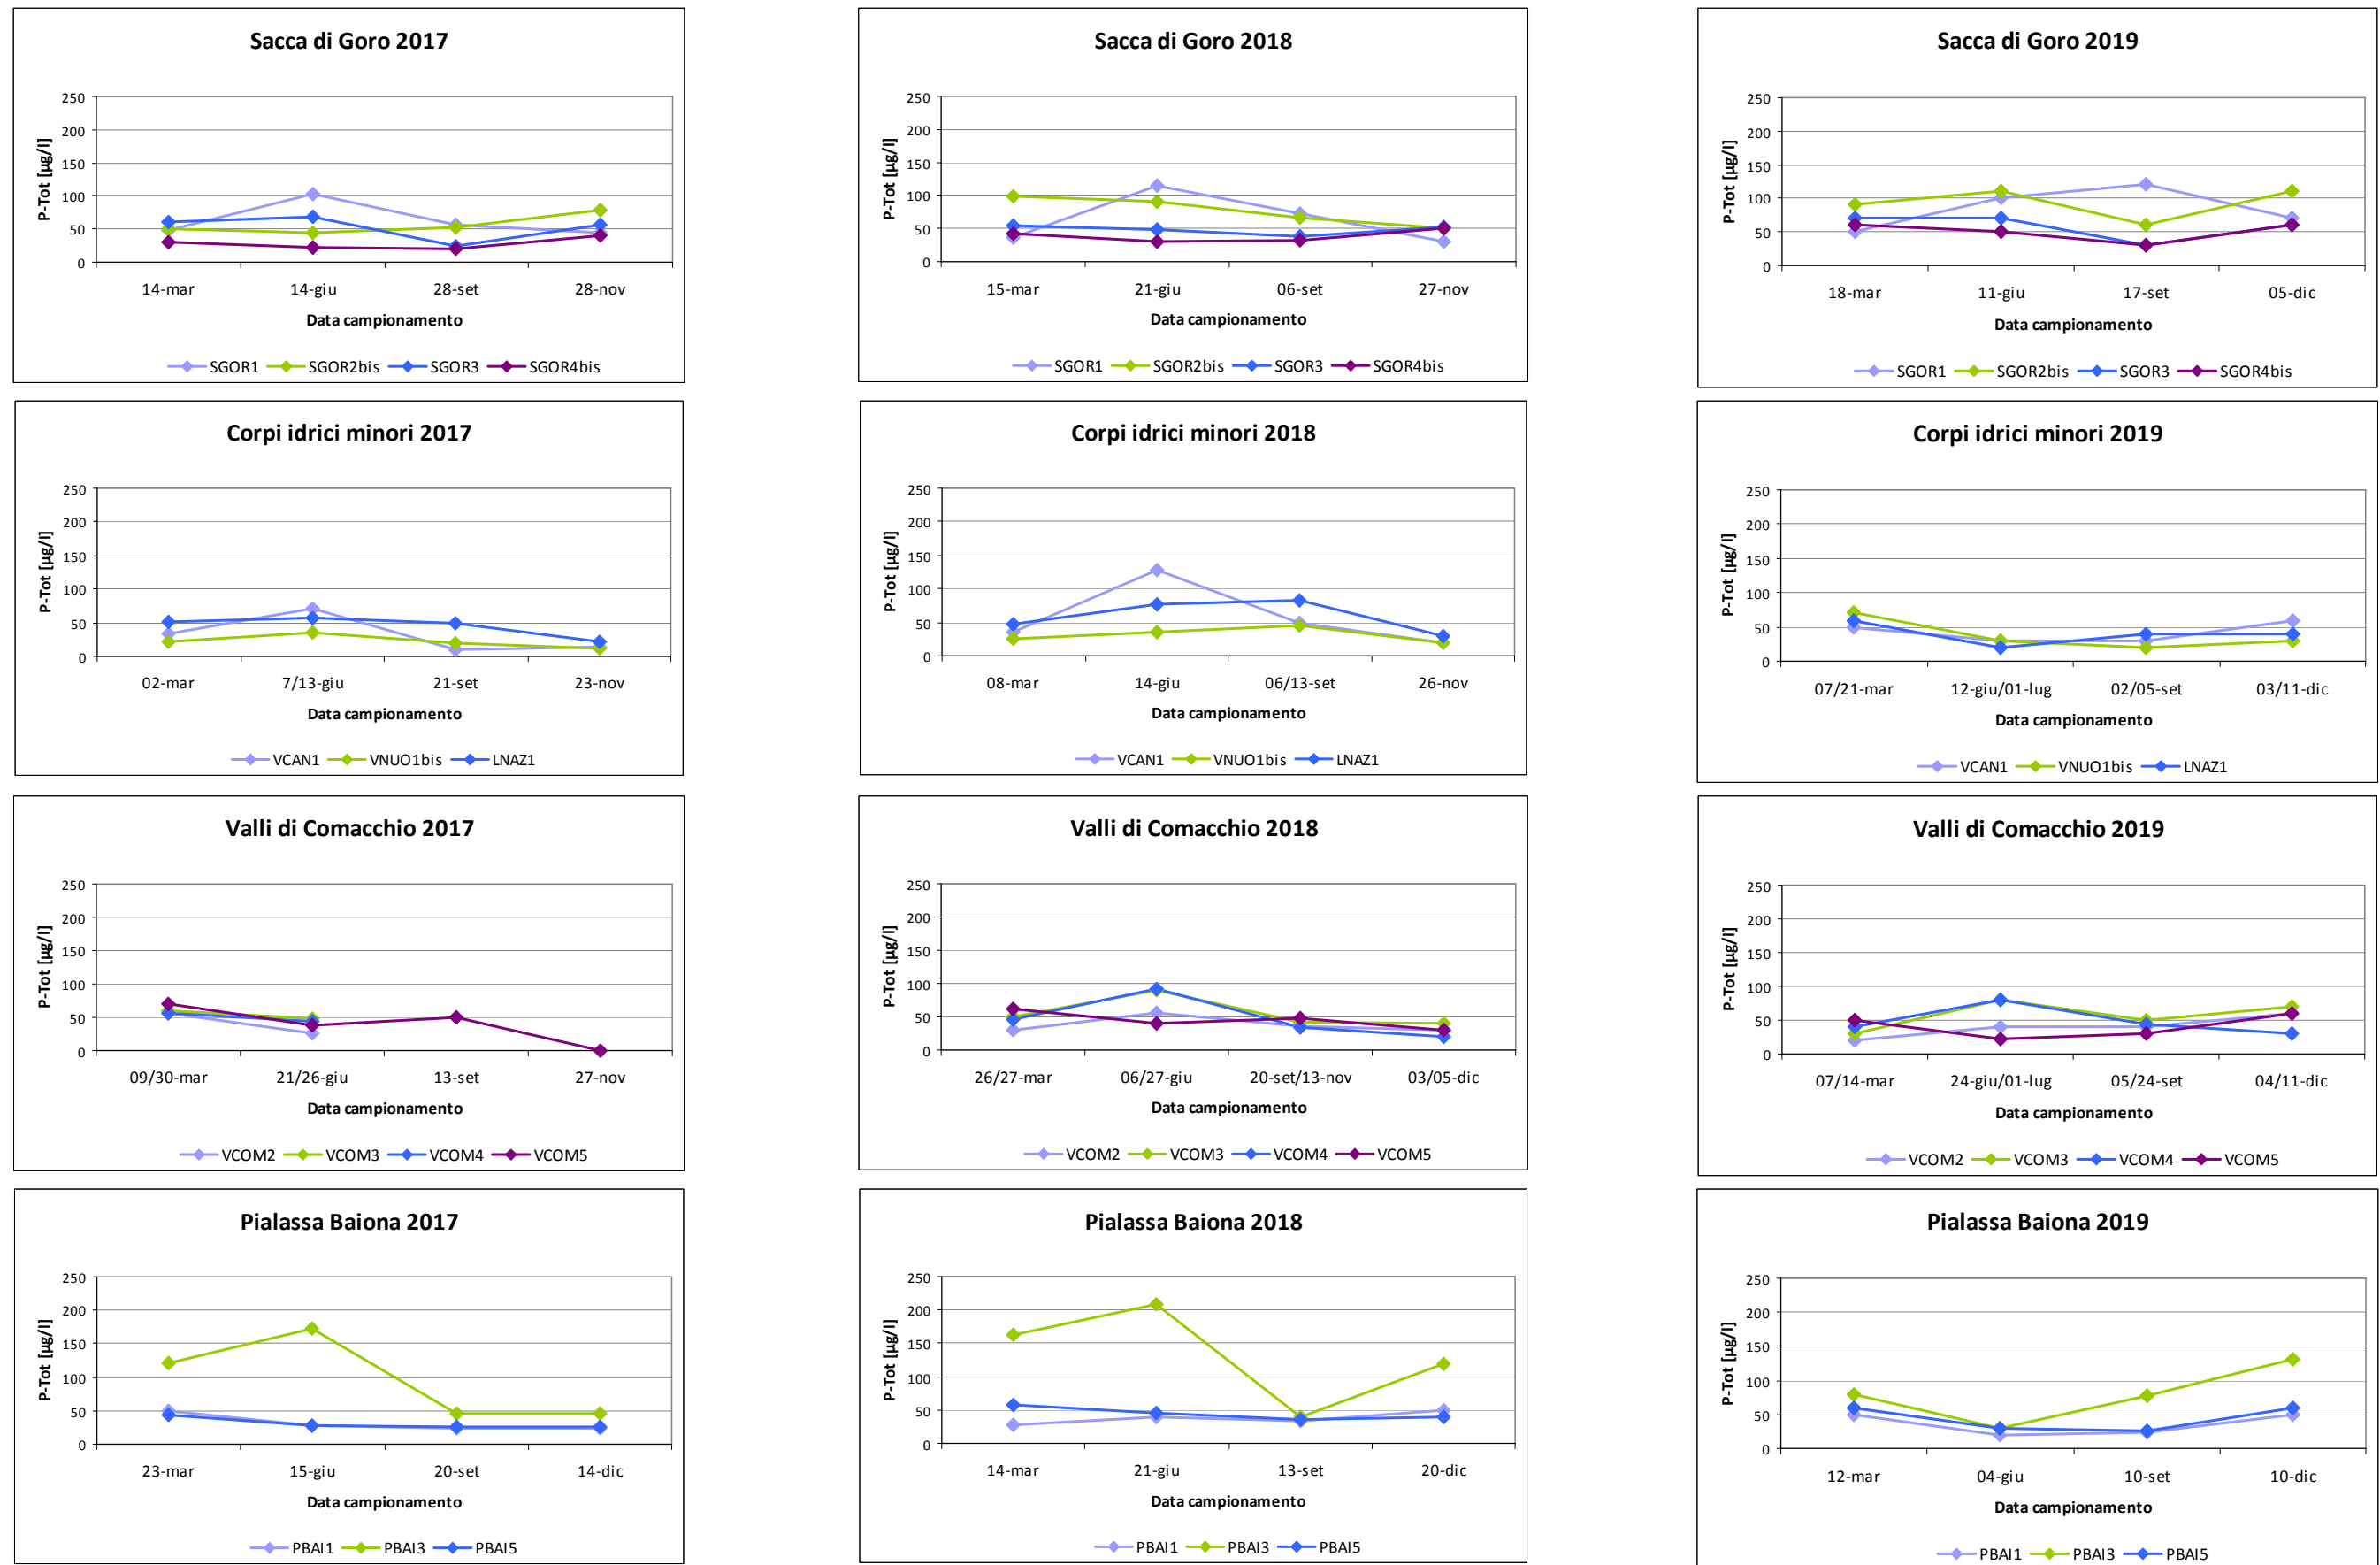 Sacca di Goro 2017
P-Tot [µg/l]
250
200
150
100
50
0
14-mar 14-giu 28-set 28-nov
Data campionamento
SGOR1 SGOR2bis SGOR3 SGOR4bis
Sacca di Goro 2018
P-Tot [µg/l]
250
200
150
100
50
0
15-mar 21-giu 06-set 27-nov
Data campionamento
SGOR1 SGOR2bis SGOR3 SGOR4bis
Sacca di Goro 2019
P-Tot [µg/l]
250
200
150
100
50
0
18-mar 11-giu 17-set 05-dic
Data campionamento
SGOR1 SGOR2bis SGOR3 SGOR4bis
Corpi idrici minori 2017
P-Tot [µg/l]
250
200
150
100
50
0
02-mar 7/13-giu 21-set 23-nov
Data campionamento
VCAN1 VNUO1bis LNAZ1
Corpi idrici minori 2018
P-Tot [µg/l]
250
200
150
100
50
0
08-mar 14-giu 06/13-set 26-nov
Data campionamento
VCAN1 VNUO1bis LNAZ1
Corpi idrici minori 2019
P-Tot [µg/l]
250
200
150
100
50
0
07/21-mar 12-giu/01-lug 02/05-set 03/11-dic
Data campionamento
VCAN1 VNUO1bis LNAZ1
Valli di Comacchio 2017
P-Tot [µg/l]
250
200
150
100
50
0
09/30-mar 21/26-giu 13-set 27-nov
Data campionamento
VCOM2 VCOM3 VCOM4 VCOM5
Valli di Comacchio 2018
P-Tot [µg/l]
250
200
150
100
50
0
26/27-mar 06/27-giu 20-set/13-nov 03/05-dic
Data campionamento
VCOM2 VCOM3 VCOM4 VCOM5
Valli di Comacchio 2019
P-Tot [µg/l]
250
200
150
100
50
0
07/14-mar 24-giu/01-lug 05/24-set 04/11-dic
Data campionamento
VCOM2 VCOM3 VCOM4 VCOM5
Pialassa Baiona 2017
P-Tot [µg/l]
250
200
150
100
50
0
23-mar 15-giu 20-set 14-dic
Data campionamento
PBAI1 PBAI3 PBAI5
Pialassa Baiona 2018
P-Tot [µg/l]
250
200
150
100
50
0
14-mar 21-giu 13-set 20-dic
Data campionamento
PBAI1 PBAI3 PBAI5
Pialassa Baiona 2019
P-Tot [µg/l]
250
200
150
100
50
0
12-mar 04-giu 10-set 10-dic
Data campionamento
PBAI1 PBAI3 PBAI5